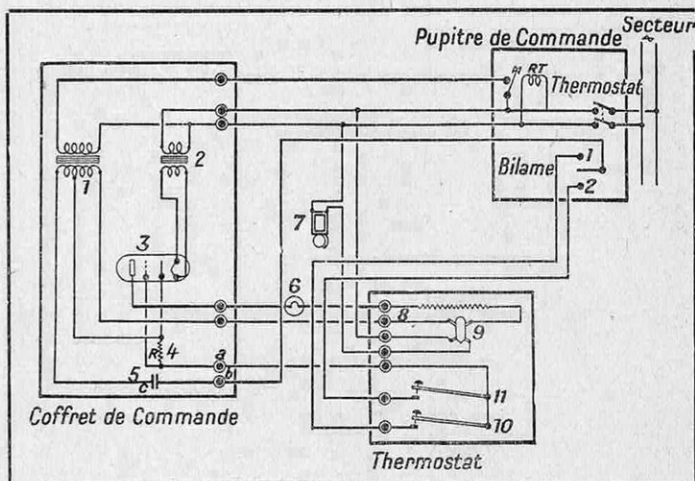 Secteur
~
Pupitre de Commande
M RT
Thermostat
1
Bilame
2
1
2
3
7
6
8
9
R 4
a
5 c
b
11
10
Coffret de Commande
Thermostat